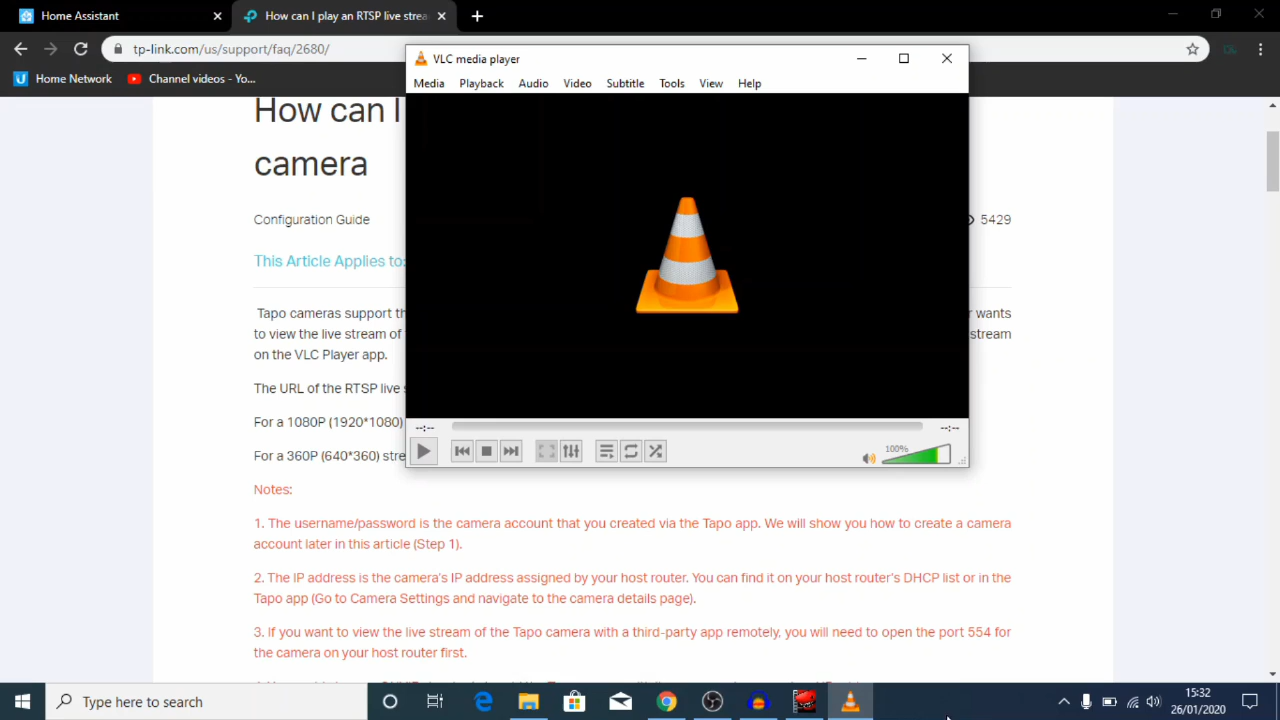 Home Assistant
How can I play an RTSP live strea
tp-link.com/us/support/faq/2680/
Home Network
Channel videos - Yo...
VLC media player
Media Playback Audio Video Subtitle Tools View Help
How can I
camera
Configuration Guide
5429
This Article Applies to:
Tapo cameras support th
wants
to view the live stream of
stream
on the VLC Player app.
The URL of the RTSP live s
For a 1080P (1920*1080)
--:--
--:--
For a 360P (640*360) stre
100%
Notes:
1. The username/password is the camera account that you created via the Tapo app. We will show you how to create a camera
account later in this article (Step 1).
2. The IP address is the camera's IP address assigned by your host router. You can find it on your host router's DHCP list or in the
Tapo app (Go to Camera Settings and navigate to the camera details page).
3. If you want to view the live stream of the Tapo camera with a third-party app remotely, you will need to open the port 554 for
the camera on your host router first.
Type here to search
15:32
26/01/2020